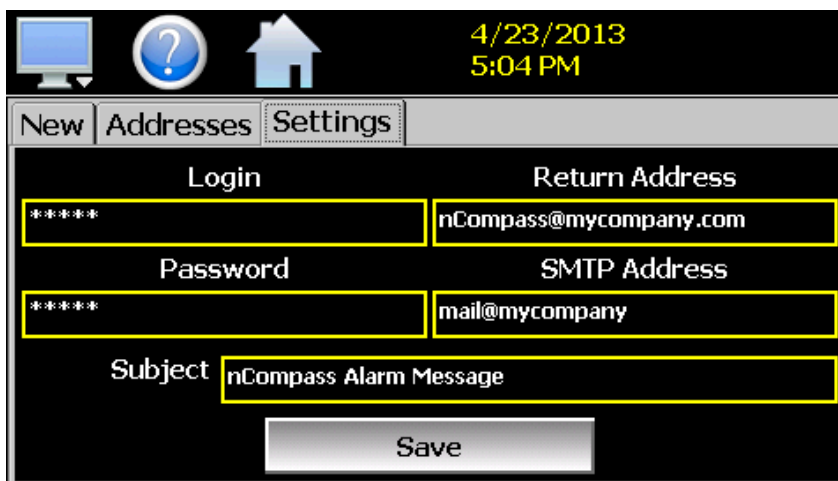 ?
4/23/2013
5:04 PM
New Addresses Settings
Login Return Address
***** nCompass@mycompany.com
Password SMTP Address
***** mail@mycompany
Subject nCompass Alarm Message
Save